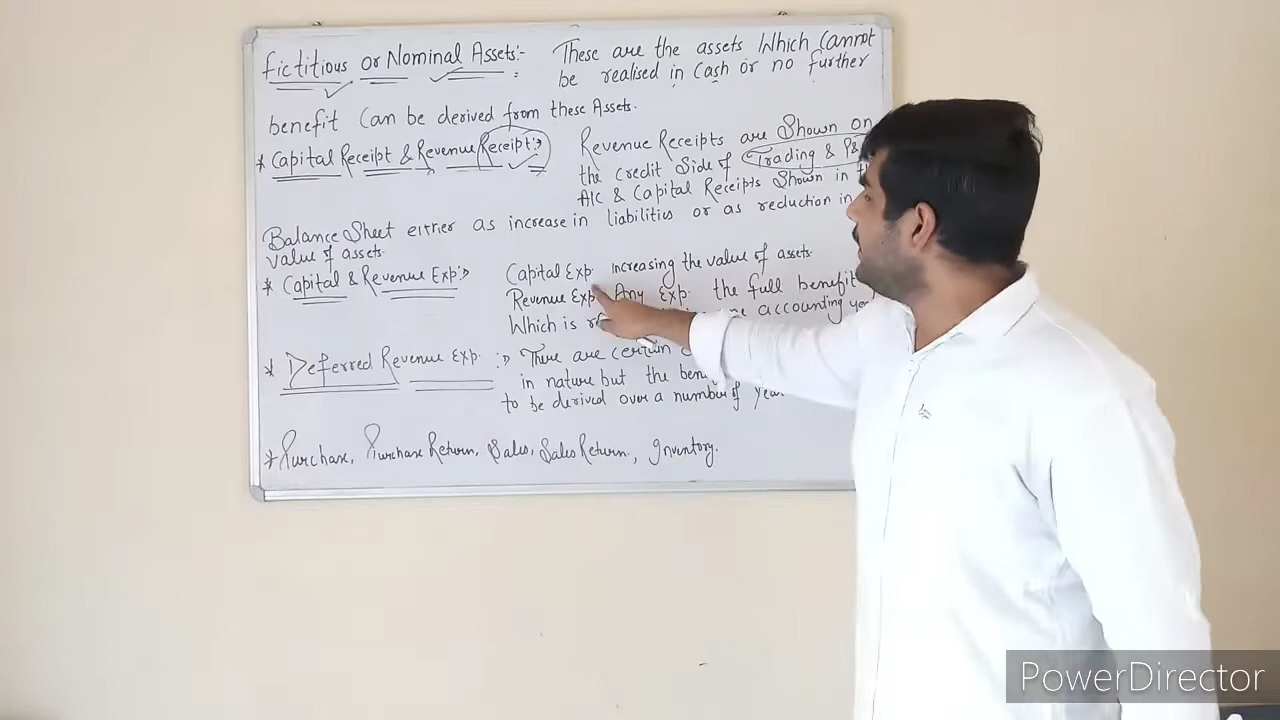 fictitious or Nominal Assets:- These are the assets Which Cannot
be realised in Cash or no further
benefit Can be derived from these Assets.
* Capital Receipt & Revenue Receipt:- Revenue Receipts are Shown on
the credit Side of Trading & P&
A/C & Capital Receipts Shown in
Balance Sheet either as increase in liabilities or as reduction in
value of assets.
* Capital & Revenue Exp:- Capital Exp. increasing the value of assets.
Revenue Exp. Any Exp. the full benefit
Which is accounting
* Deferred Revenue Exp. :- There are certain
in nature but the
to be derived over a number of
* Purchase, Purchase Return, Sales, Sales Return, Inventory.
PowerDirector